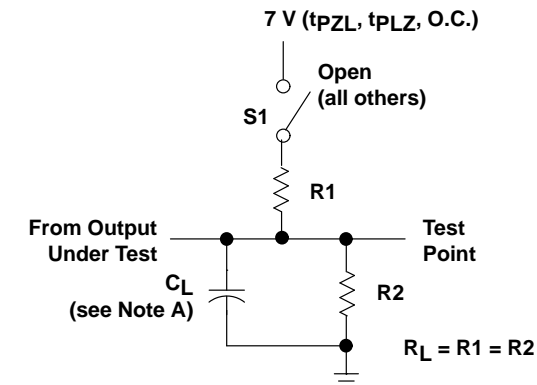 7 V (tPZL, tPLZ, O.C.)
Open
(all others)
S1
R1
From Output
Under Test
Test
Point
CL
(see Note A)
R2
RL = R1 = R2